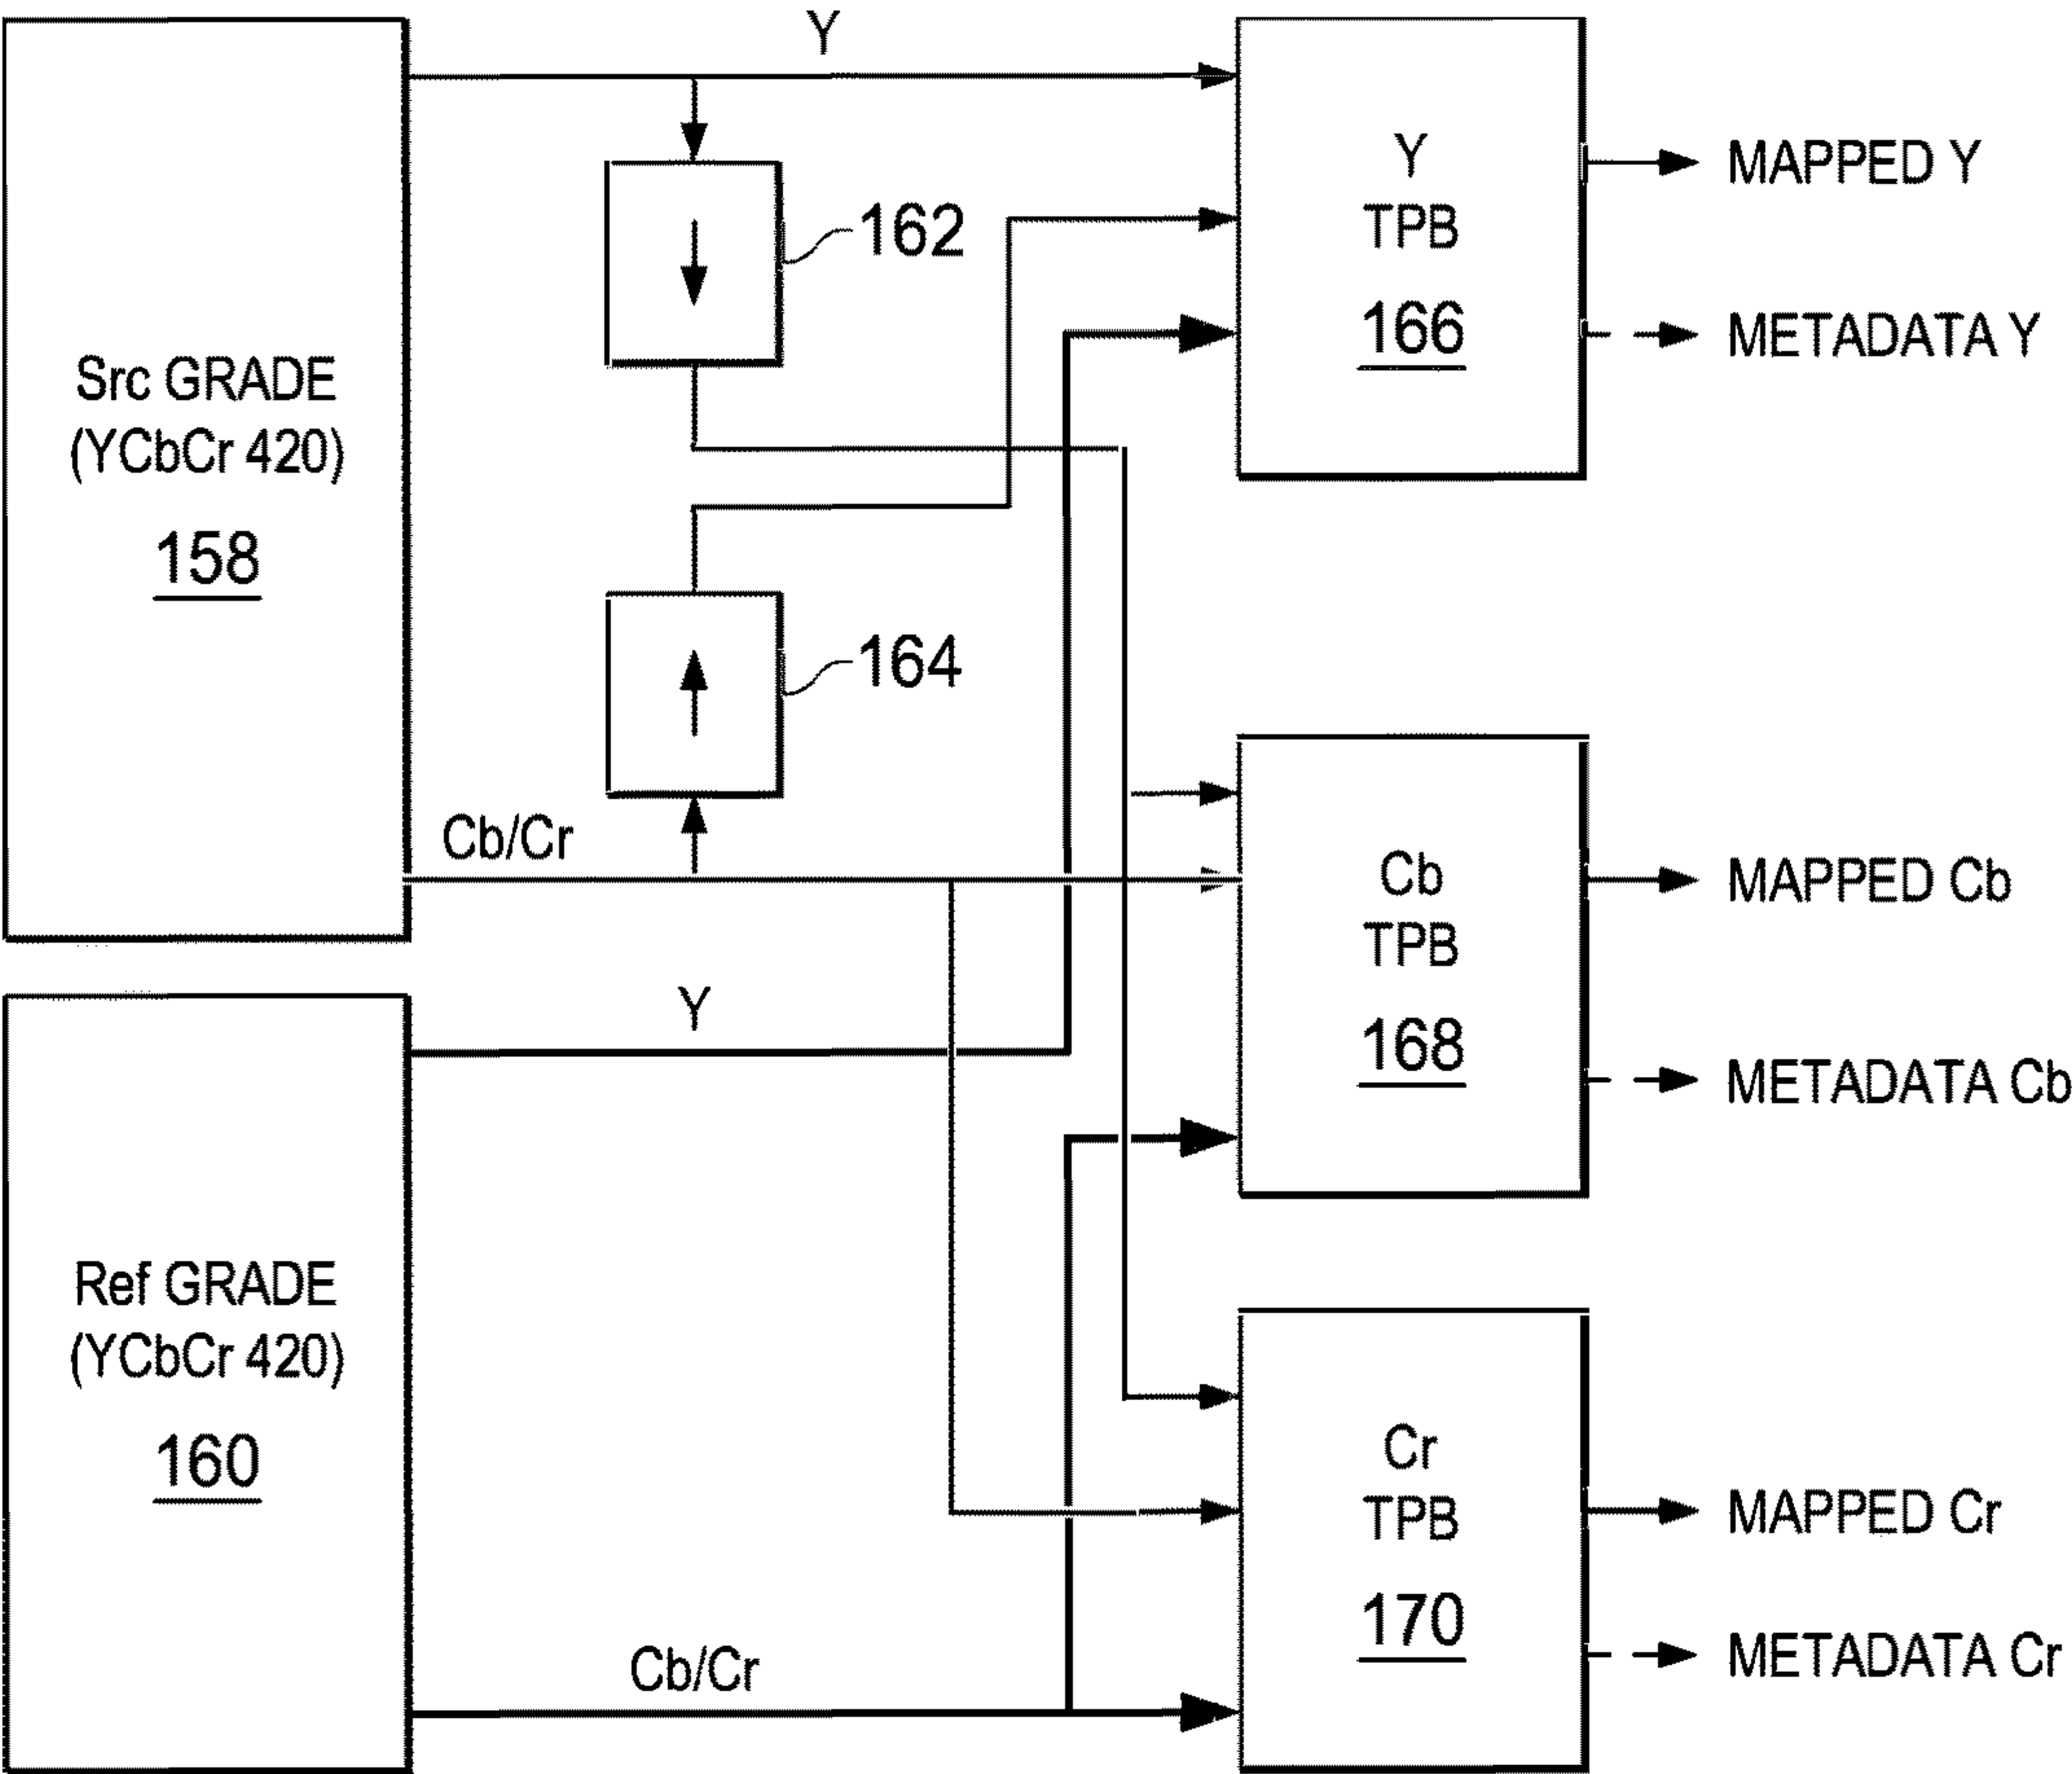 Src GRADE
(YCbCr 420)
158
Y
162
164
Cb/Cr
Y
TPB
166
MAPPED Y
METADATA Y
Cb
TPB
168
MAPPED Cb
METADATA Cb
Ref GRADE
(YCbCr 420)
160
Y
Cb/Cr
Cr
TPB
170
MAPPED Cr
METADATA Cr